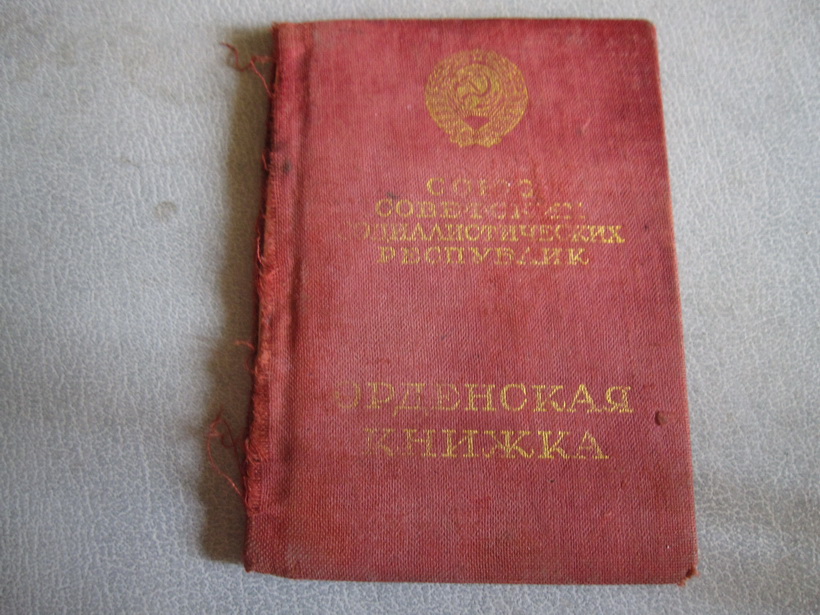 СОЮЗ
СОВЕТСКИХ
СОЦИАЛИСТИЧЕСКИХ
РЕСПУБЛИК
ОРДЕНСКАЯ
КНИЖКА